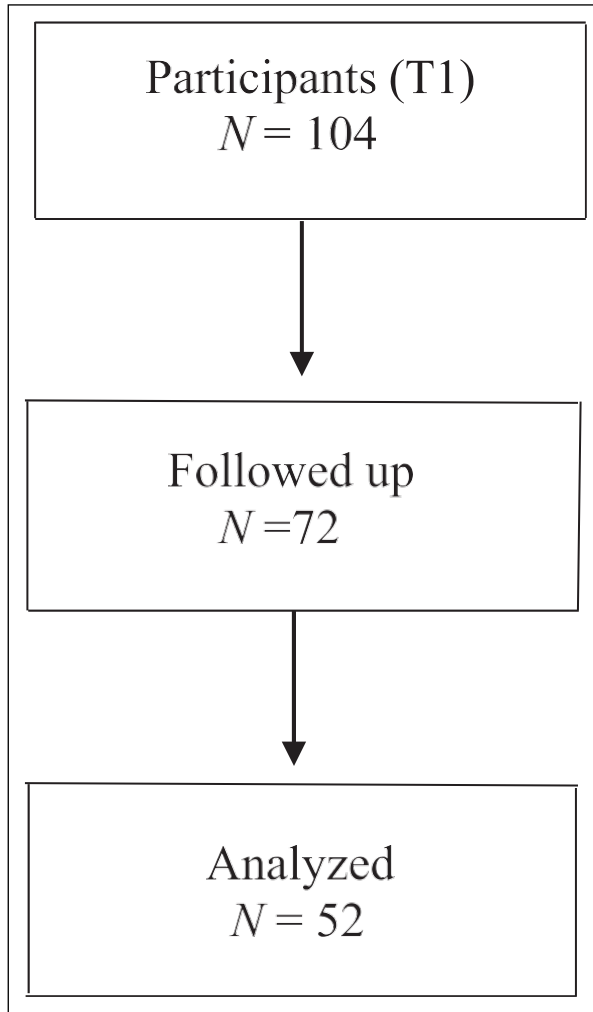 Participants (T1)
N = 104
Followed up
N =72
Analyzed
N = 52